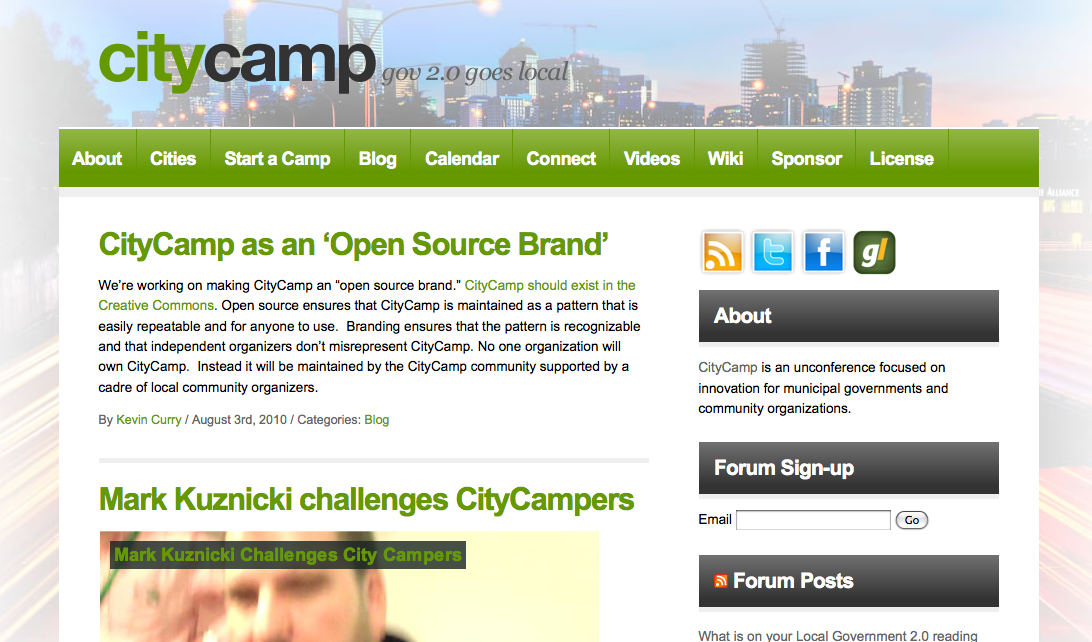 citycamp gov 2.0 goes local
About Cities Start a Camp Blog Calendar Connect Videos Wiki Sponsor License
CityCamp as an ‘Open Source Brand’
We’re working on making CityCamp an “open source brand.” CityCamp should exist in the
Creative Commons. Open source ensures that CityCamp is maintained as a pattern that is
easily repeatable and for anyone to use.  Branding ensures that the pattern is recognizable
and that independent organizers don’t misrepresent CityCamp. No one organization will
own CityCamp.  Instead it will be maintained by the CityCamp community supported by a
cadre of local community organizers.
By Kevin Curry / August 3rd, 2010 / Categories: Blog
Mark Kuznicki challenges CityCampers
Mark Kuznicki Challenges City Campers
t f gl
About
CityCamp is an unconference focused on
innovation for municipal governments and
community organizations.
Forum Sign-up
Email Go
Forum Posts
What is on your Local Government 2.0 reading
ALLIANCE